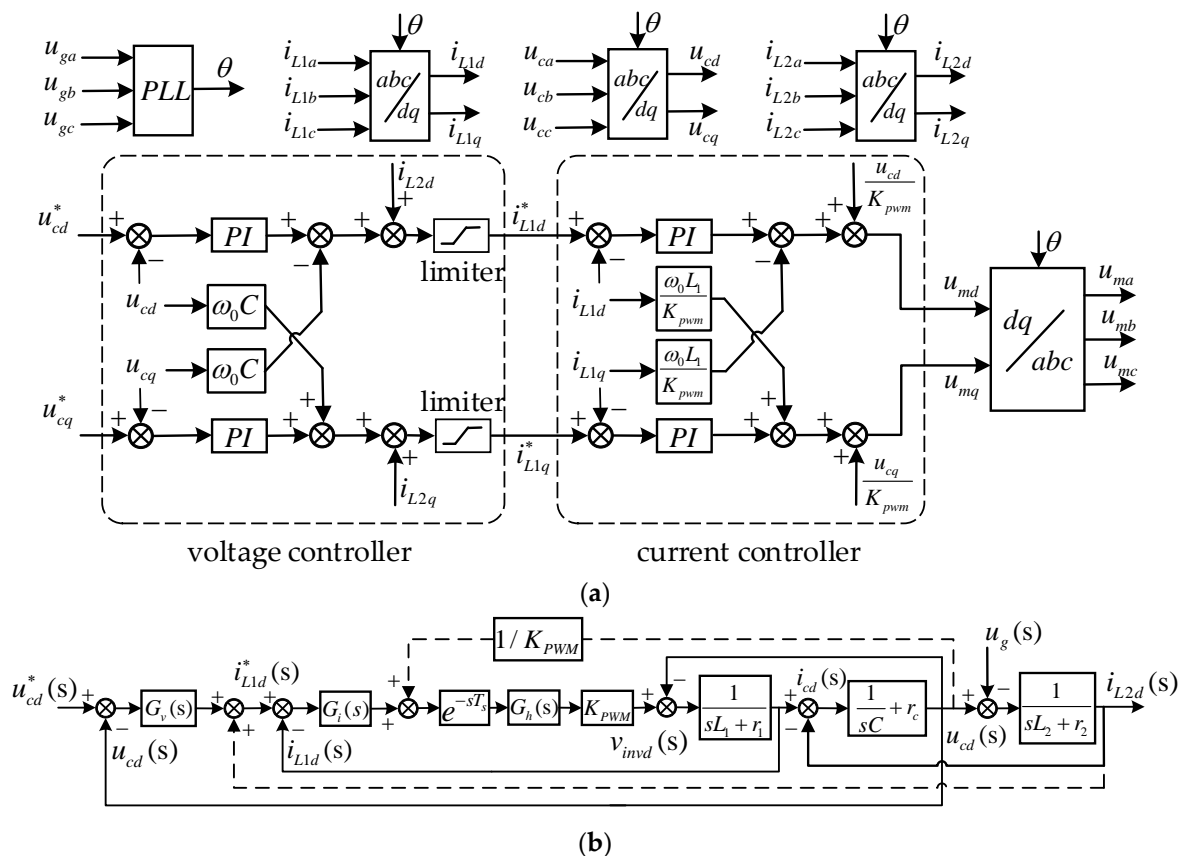 u_ga
u_gb
u_gc
PLL
θ
i_L1a
i_L1b
i_L1c
θ
abc
dq
i_L1d
i_L1q
u_ca
u_cb
u_cc
θ
abc
dq
u_cd
u_cq
i_L2a
i_L2b
i_L2c
θ
abc
dq
i_L2d
i_L2q
u*_cd
+
−
PI
+
−
i_L2d
+
+
limiter
i*_L1d
u_cd
ω_0C
u_cq
ω_0C
u*_cq
+
−
PI
+
+
+
+
i_L2q
limiter
i*_L1q
voltage controller
+
−
PI
+
−
u_cd
K_pwm
+
+
i_L1d
ω_0L_1
K_pwm
i_L1q
ω_0L_1
K_pwm
+
−
PI
+
+
+
+
u_cq
K_pwm
current controller
u_md
u_mq
θ
dq
abc
u_ma
u_mb
u_mc
(a)
1/K_PWM
u*_cd(s)
+
−
u_cd(s)
G_v(s)
i*_L1d(s)
+
+
+
−
i_L1d(s)
G_i(s)
+
+
e^−sT_s
G_h(s)
K_PWM
v_invd(s)
+
−
1
sL_1+r_1
i_cd(s)
+
−
1
sC
+r_c
u_cd(s)
+
−
u_g(s)
1
sL_2+r_2
i_L2d(s)
(b)